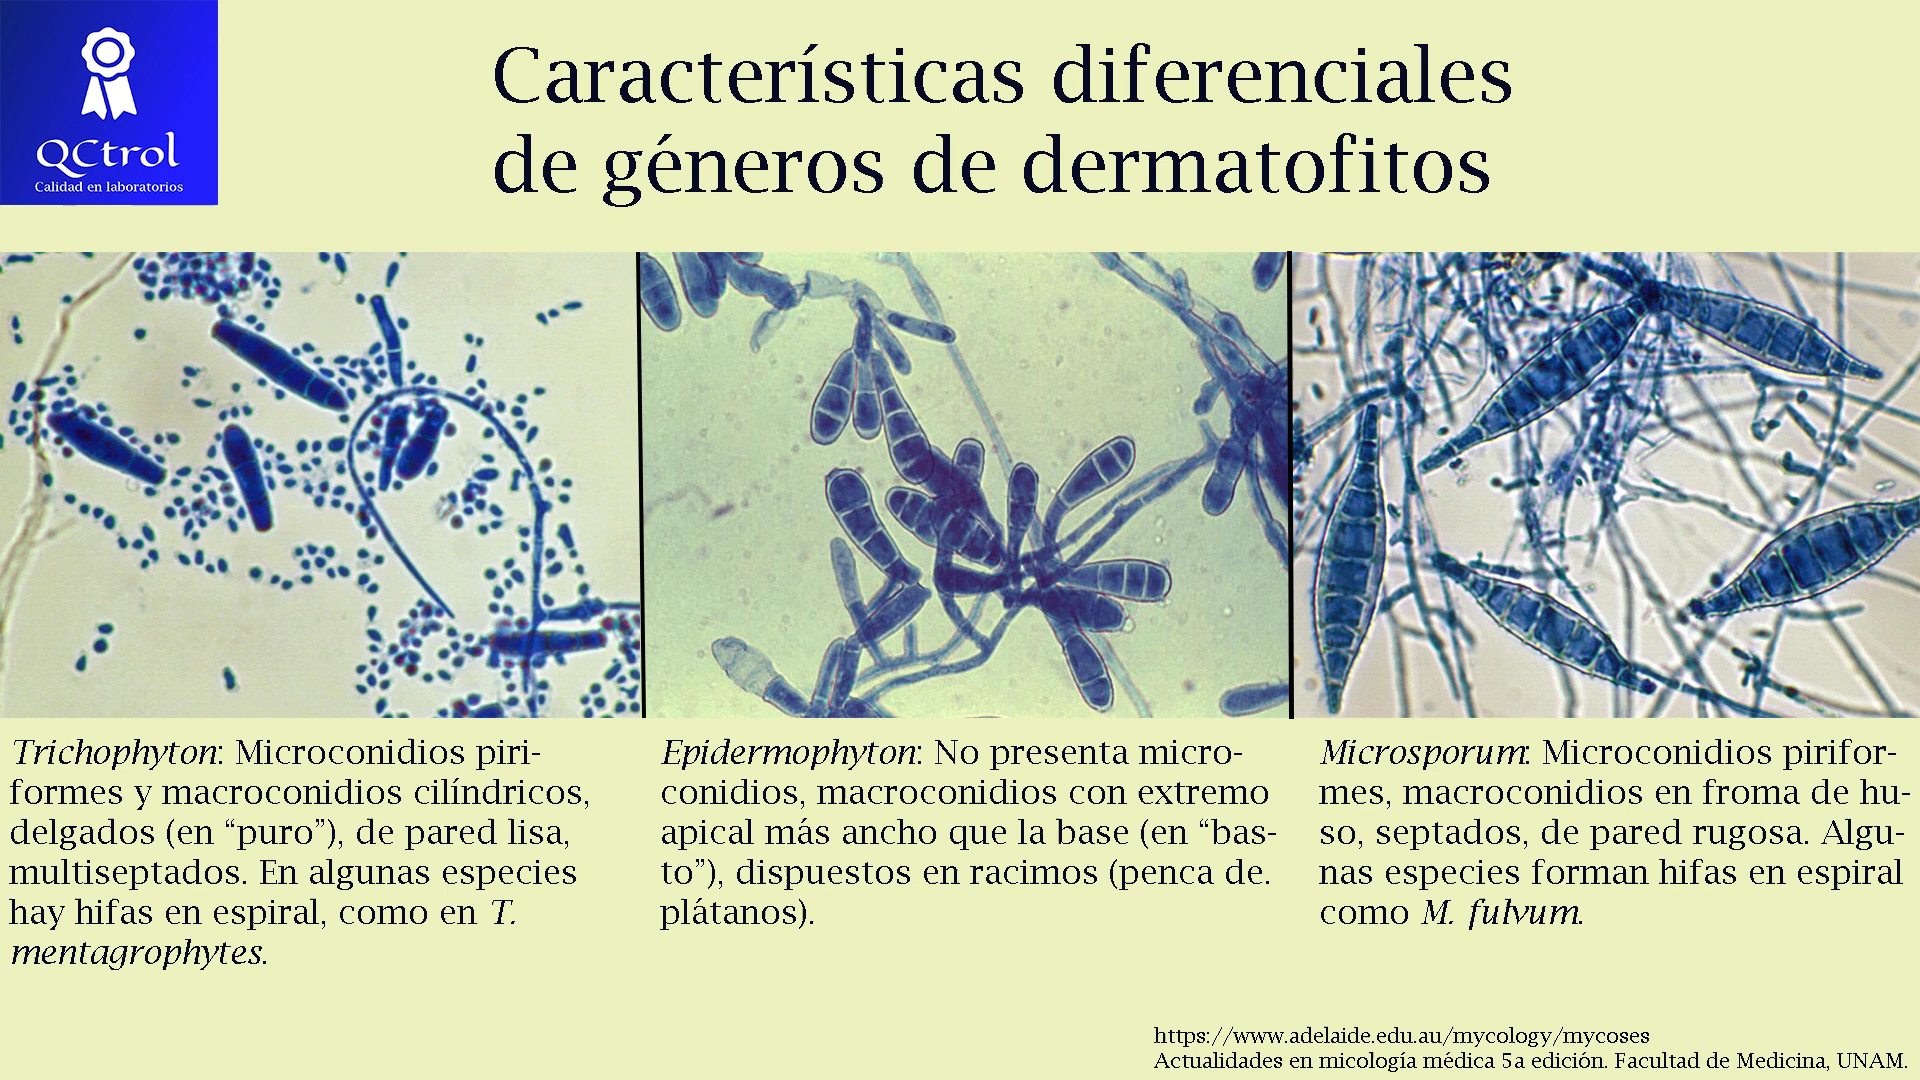 QCtrol
Calidad en laboratorios
Características diferenciales
de géneros de dermatofitos
Trichophyton: Microconidios piri-
formes y macroconidios cilíndricos,
delgados (en “puro”), de pared lisa,
multiseptados. En algunas especies
hay hifas en espiral, como en T.
mentagrophytes.
Epidermophyton: No presenta micro-
conidios, macroconidios con extremo
apical más ancho que la base (en “bas-
to”), dispuestos en racimos (penca de.
plátanos).
Microsporum: Microconidios pirifor-
mes, macroconidios en froma de hu-
so, septados, de pared rugosa. Algu-
nas especies forman hifas en espiral
como M. fulvum.
https://www.adelaide.edu.au/mycology/mycoses
Actualidades en micología médica 5a edición. Facultad de Medicina, UNAM.